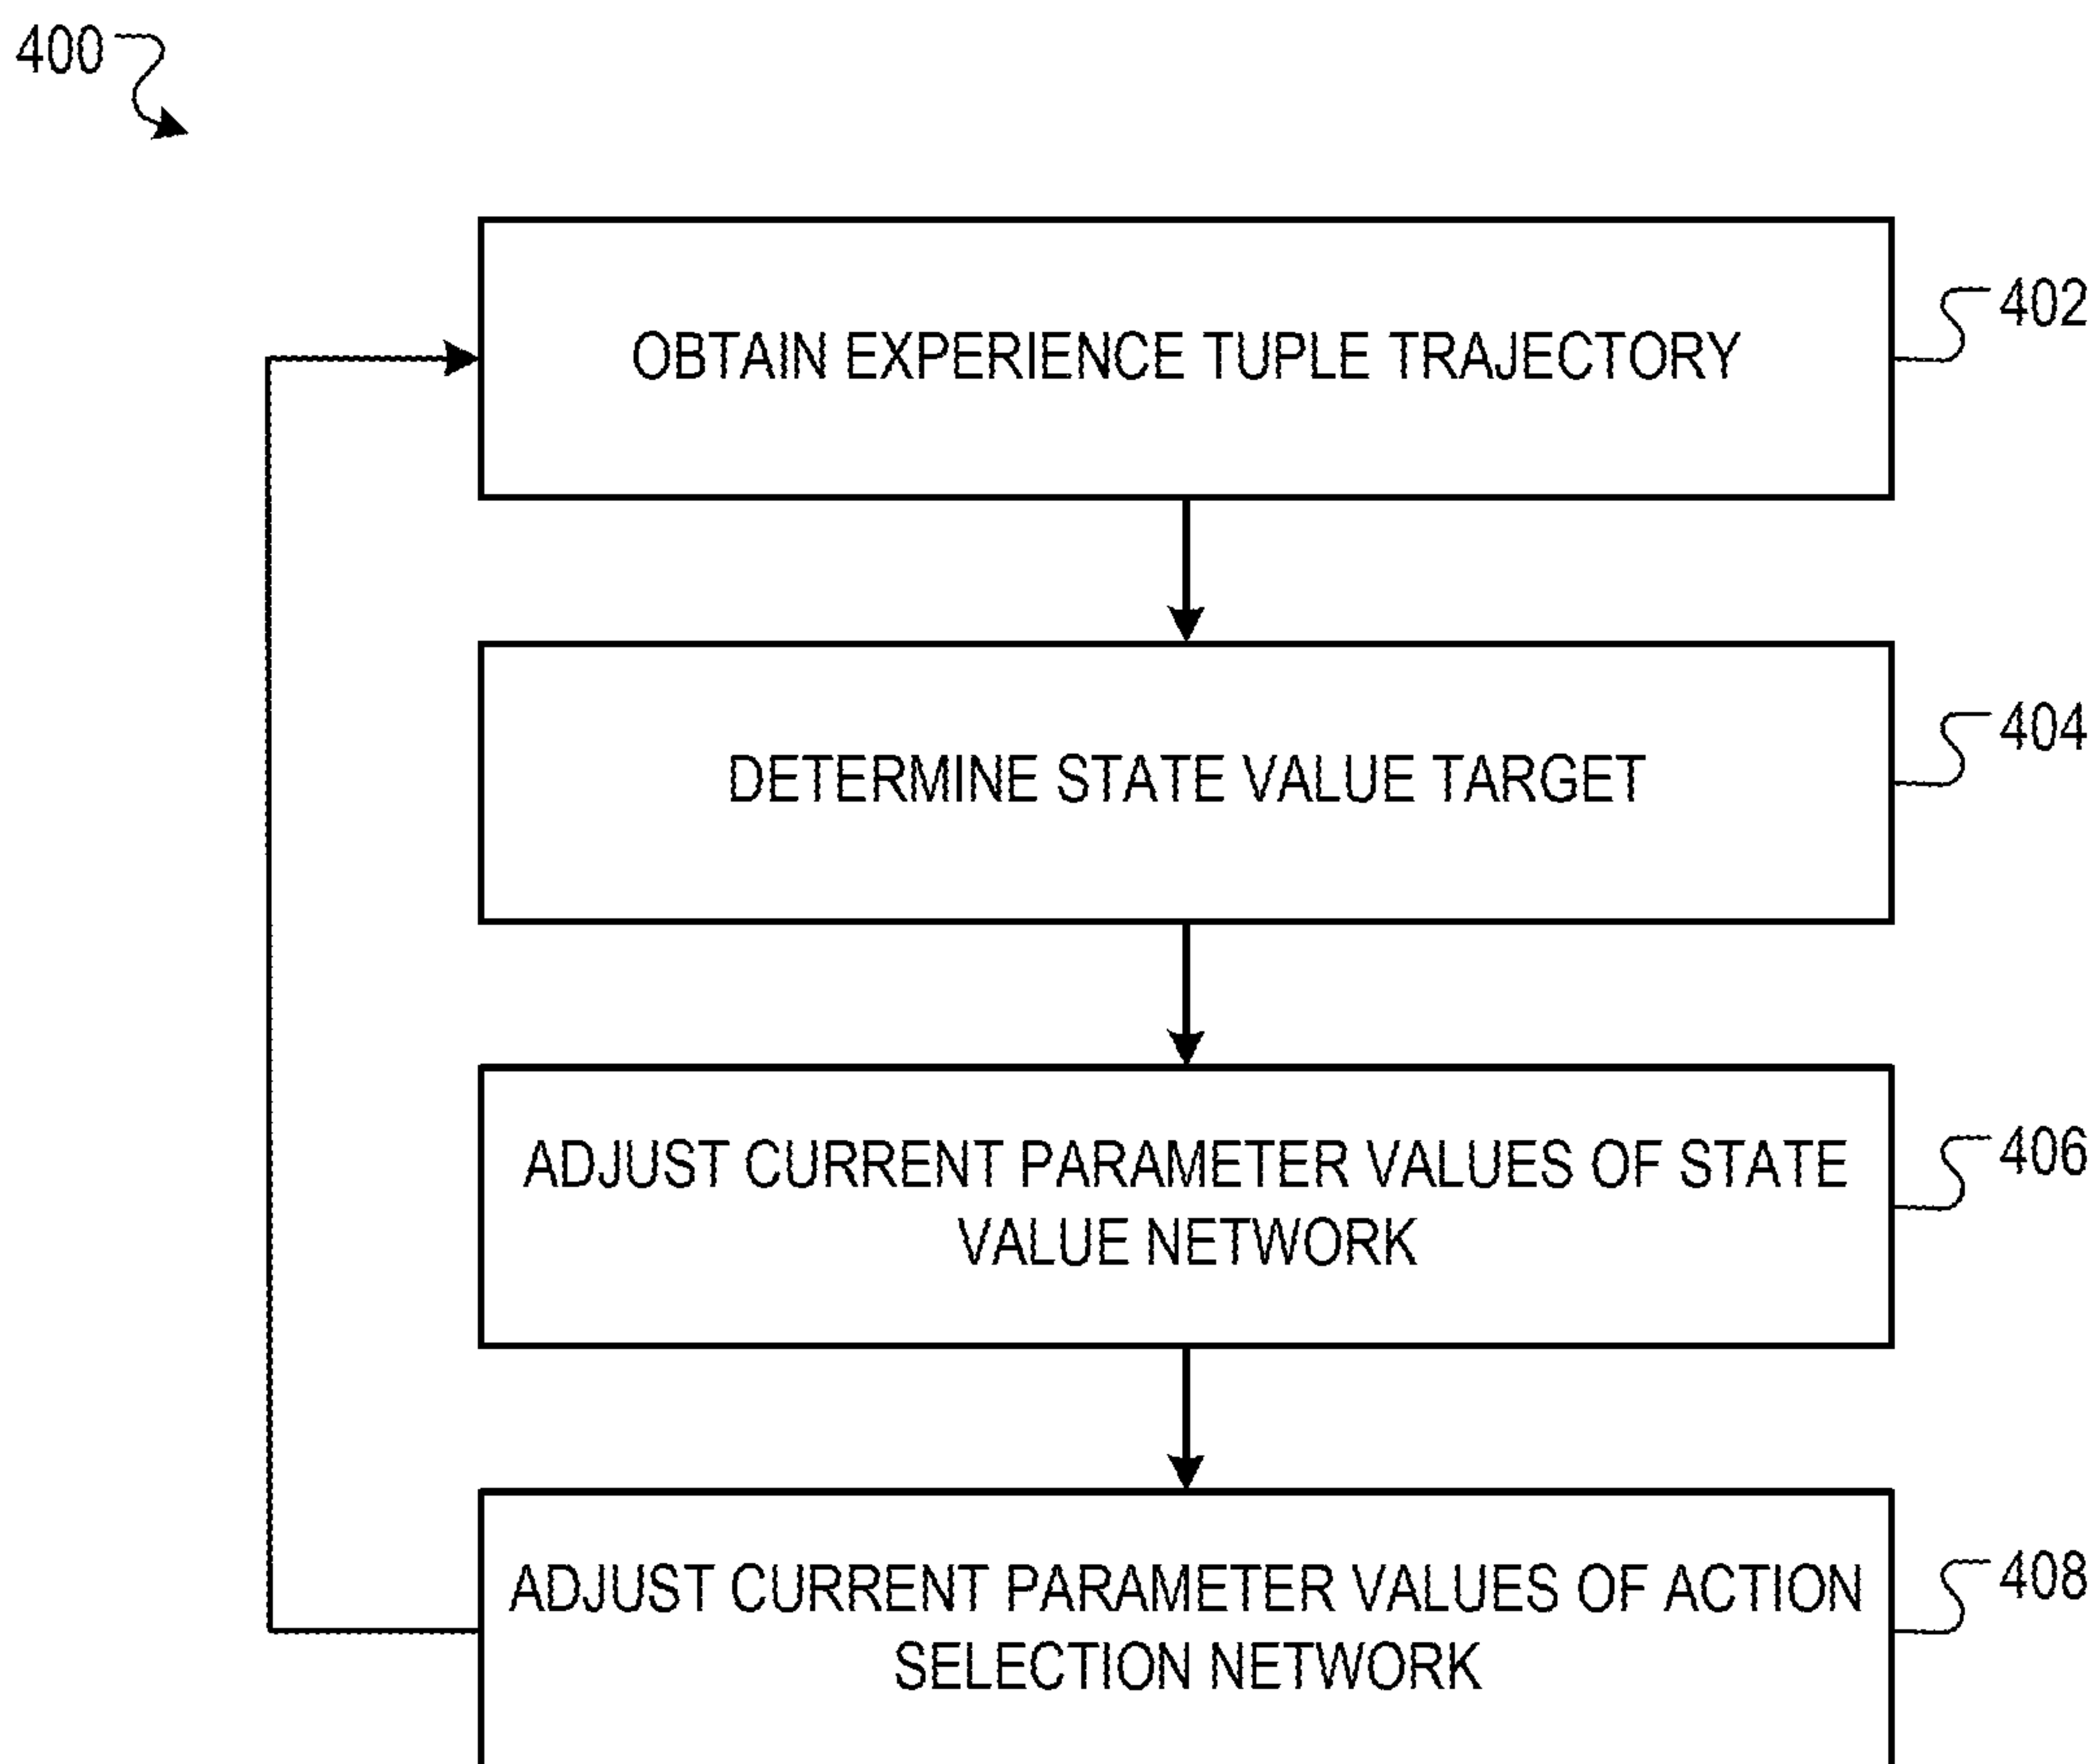 400
OBTAIN EXPERIENCE TUPLE TRAJECTORY
402
DETERMINE STATE VALUE TARGET
404
ADJUST CURRENT PARAMETER VALUES OF STATE
VALUE NETWORK
406
ADJUST CURRENT PARAMETER VALUES OF ACTION
SELECTION NETWORK
408